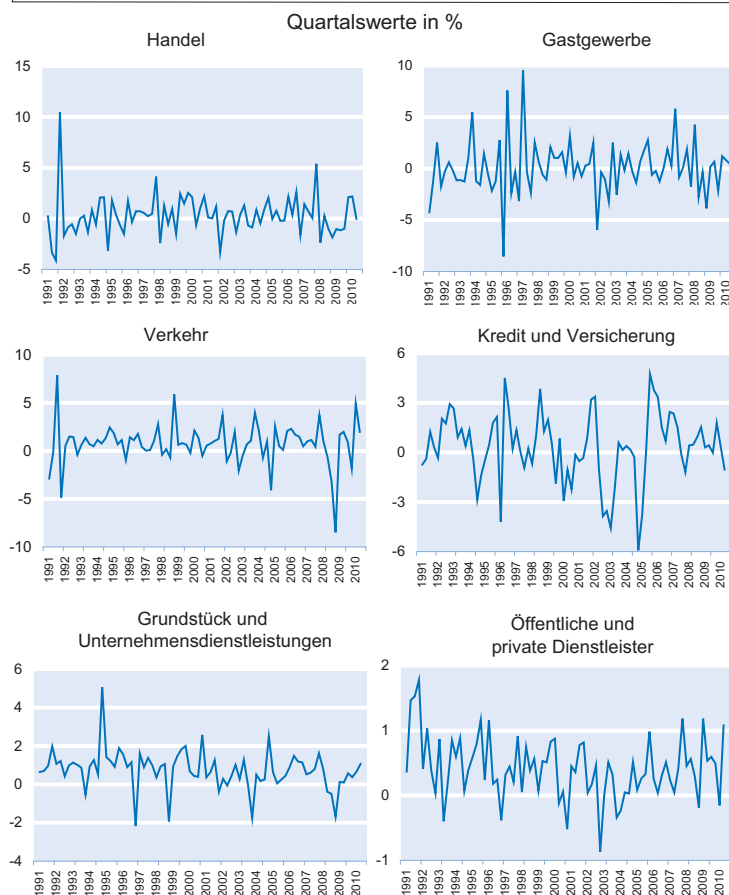 Quartalswerte in %
Handel
15
10
5
0
-5
1991 1992 1993 1994 1995 1996 1997 1998 1999 2000 2001 2002 2003 2004 2005 2006 2007 2008 2009 2010
Gastgewerbe
10
5
0
-5
-10
1991 1992 1993 1994 1995 1996 1997 1998 1999 2000 2001 2002 2003 2004 2005 2006 2007 2008 2009 2010
Verkehr
10
5
0
-5
-10
1991 1992 1993 1994 1995 1996 1997 1998 1999 2000 2001 2002 2003 2004 2005 2006 2007 2008 2009 2010
Kredit und Versicherung
6
3
0
-3
-6
1991 1992 1993 1994 1995 1996 1997 1998 1999 2000 2001 2002 2003 2004 2005 2006 2007 2008 2009 2010
Grundstück und
Unternehmensdienstleistungen
6
4
2
0
-2
-4
1991 1992 1993 1994 1995 1996 1997 1998 1999 2000 2001 2002 2003 2004 2005 2006 2007 2008 2009 2010
Öffentliche und
private Dienstleister
2
1
0
-1
1991 1992 1993 1994 1995 1996 1997 1998 1999 2000 2001 2002 2003 2004 2005 2006 2007 2008 2009 2010